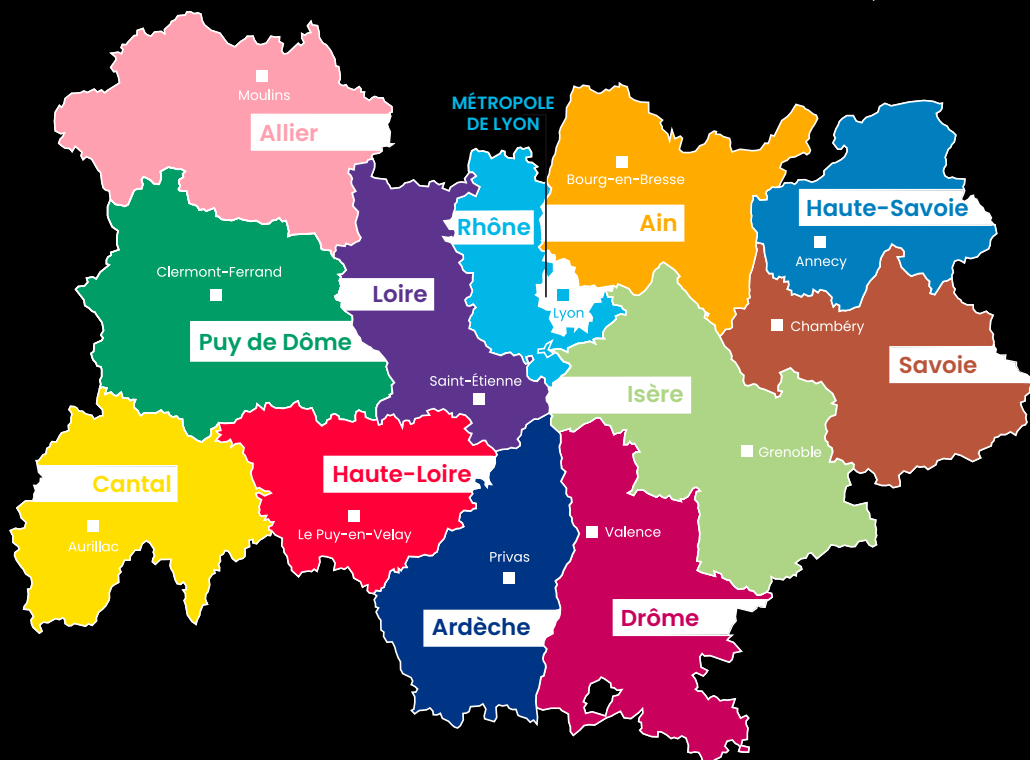 Moulins
Allier
MÉTROPOLE
DE LYON
Bourg-en-Bresse
Ain
Rhône
Haute-Savoie
Annecy
Clermont-Ferrand
Loire
Lyon
Puy de Dôme
Chambéry
Savoie
Saint-Étienne
Isère
Grenoble
Cantal
Aurillac
Haute-Loire
Le Puy-en-Velay
Valence
Privas
Ardèche
Drôme